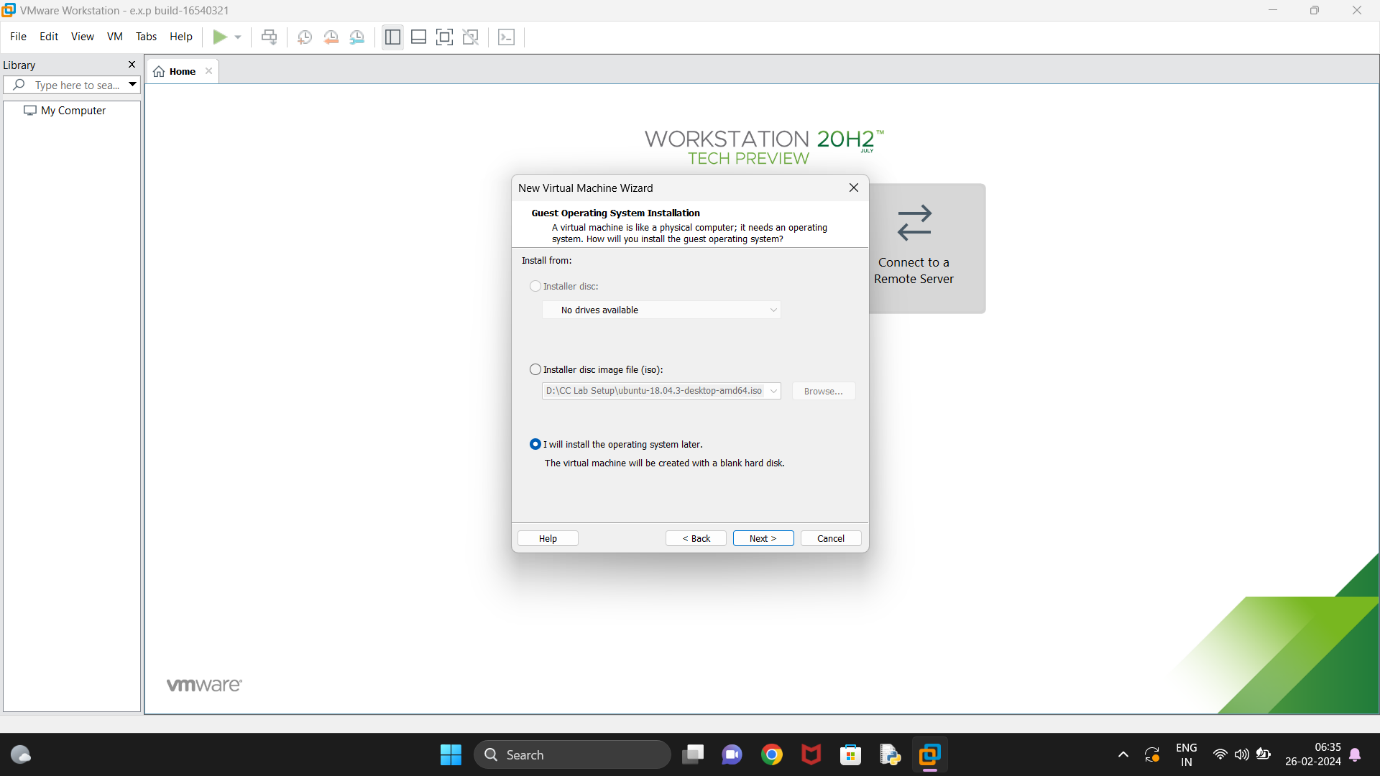 VMware Workstation - e.x.p build-16540321
File Edit View VM Tabs Help
Library
Type here to sea...
My Computer
Home
WORKSTATION 20H2™
JULY
TECH PREVIEW
New Virtual Machine Wizard
Guest Operating System Installation
A virtual machine is like a physical computer; it needs an operating
system. How will you install the guest operating system?
Install from:
Installer disc:
No drives available
Installer disc image file (iso):
D:\CC Lab Setup\ubuntu-18.04.3-desktop-amd64.iso
Browse...
I will install the operating system later.
The virtual machine will be created with a blank hard disk.
Help
< Back
Next >
Cancel
Connect to a
Remote Server
vmware®
Search
ENG
IN
06:35
26-02-2024